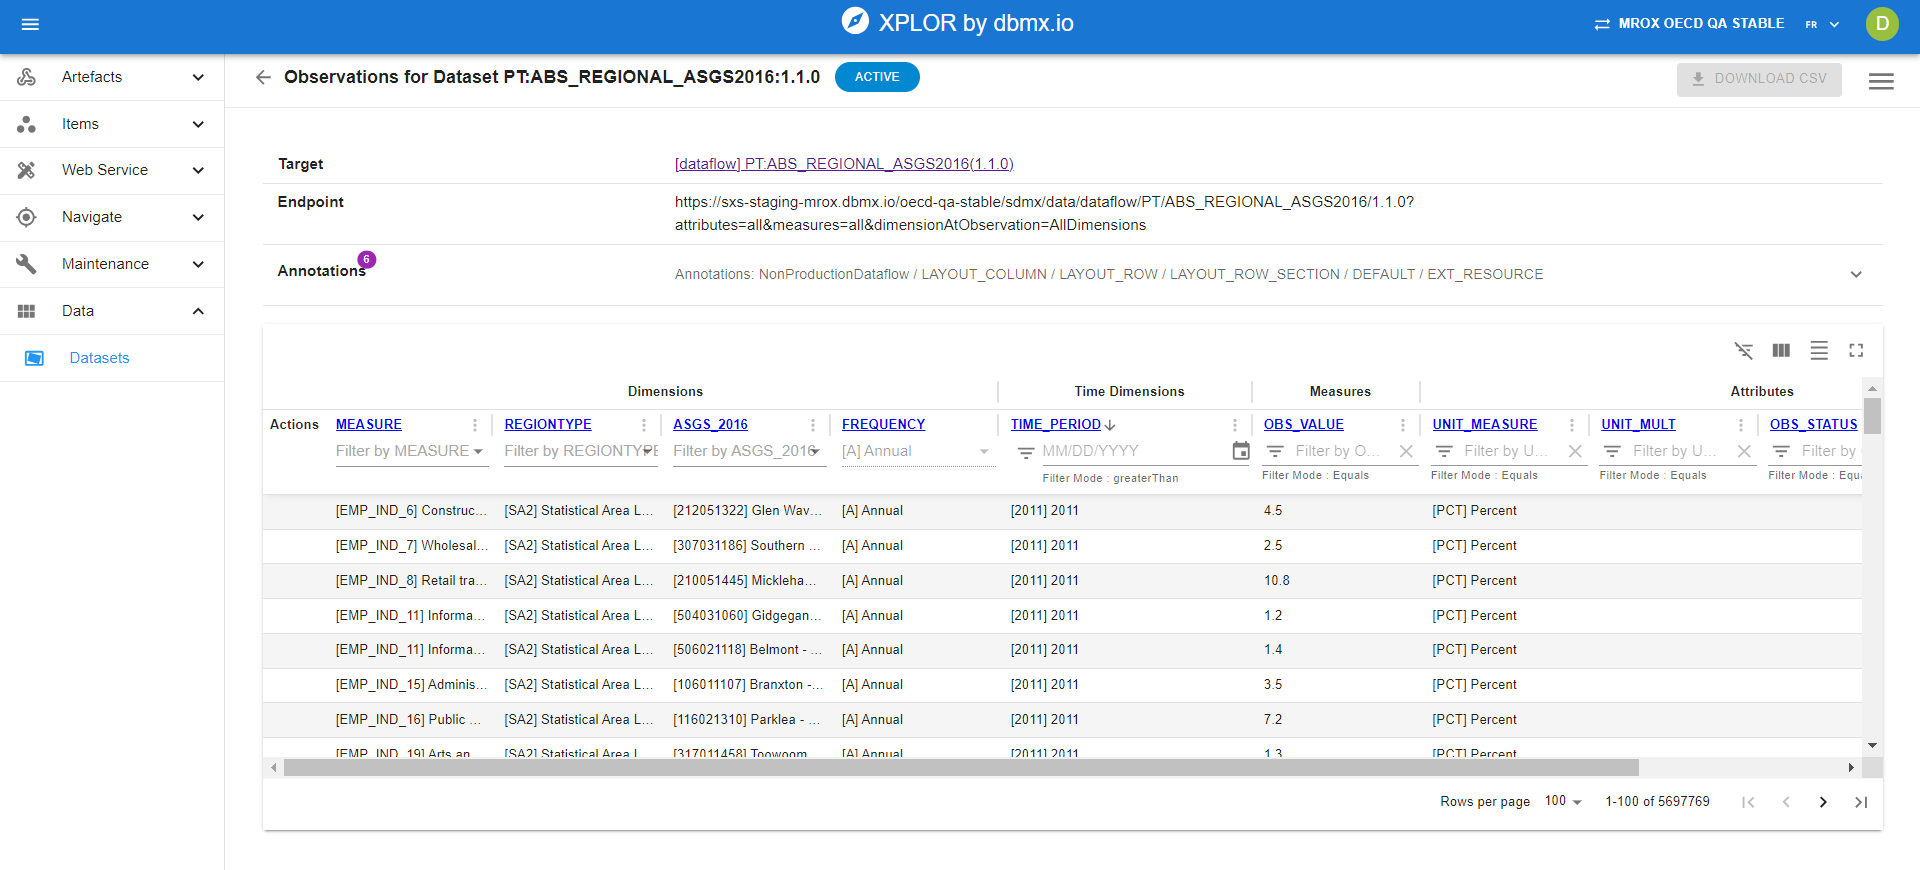 XPLOR by dbmx.io
MROX OECD QA STABLE
FR
D
Artefacts
Items
Web Service
Navigate
Maintenance
Data
Datasets
Observations for Dataset PT:ABS_REGIONAL_ASGS2016:1.1.0
ACTIVE
DOWNLOAD CSV
Target
[dataflow] PT:ABS_REGIONAL_ASGS2016(1.1.0)
Endpoint
https://sxs-staging-mrox.dbmx.io/oecd-qa-stable/sdmx/data/dataflow/PT/ABS_REGIONAL_ASGS2016/1.1.0?
attributes=all&measures=all&dimensionAtObservation=AllDimensions
Annotations
6
Annotations: NonProductionDataflow / LAYOUT_COLUMN / LAYOUT_ROW / LAYOUT_ROW_SECTION / DEFAULT / EXT_RESOURCE
Dimensions Time Dimensions Measures Attributes
Actions MEASURE REGIONTYPE ASGS_2016 FREQUENCY TIME_PERIOD OBS_VALUE UNIT_MEASURE UNIT_MULT OBS_STATUS
Filter by MEASURE Filter by REGIONTYPE Filter by ASGS_2016 [A] Annual MM/DD/YYYY Filter by O... Filter by U... Filter by U... Filter by
Filter Mode : greaterThan Filter Mode : Equals Filter Mode : Equals Filter Mode : Equals Filter Mode : Equa
[EMP_IND_6] Construc... [SA2] Statistical Area L... [212051322] Glen Wav... [A] Annual [2011] 2011 4.5 [PCT] Percent
[EMP_IND_7] Wholesal... [SA2] Statistical Area L... [307031186] Southern ... [A] Annual [2011] 2011 2.5 [PCT] Percent
[EMP_IND_8] Retail tra... [SA2] Statistical Area L... [210051445] Mickleha... [A] Annual [2011] 2011 10.8 [PCT] Percent
[EMP_IND_11] Informa... [SA2] Statistical Area L... [504031060] Gidgegan... [A] Annual [2011] 2011 1.2 [PCT] Percent
[EMP_IND_11] Informa... [SA2] Statistical Area L... [506021118] Belmont - ... [A] Annual [2011] 2011 1.4 [PCT] Percent
[EMP_IND_15] Adminis... [SA2] Statistical Area L... [106011107] Branxton -... [A] Annual [2011] 2011 3.5 [PCT] Percent
[EMP_IND_16] Public ... [SA2] Statistical Area L... [116021310] Parklea - ... [A] Annual [2011] 2011 7.2 [PCT] Percent
[EMP_IND_19] Arts an... [SA2] Statistical Area L... [317011458] Toowoom... [A] Annual [2011] 2011 1.3 [PCT] Percent
Rows per page 100 1-100 of 5697769